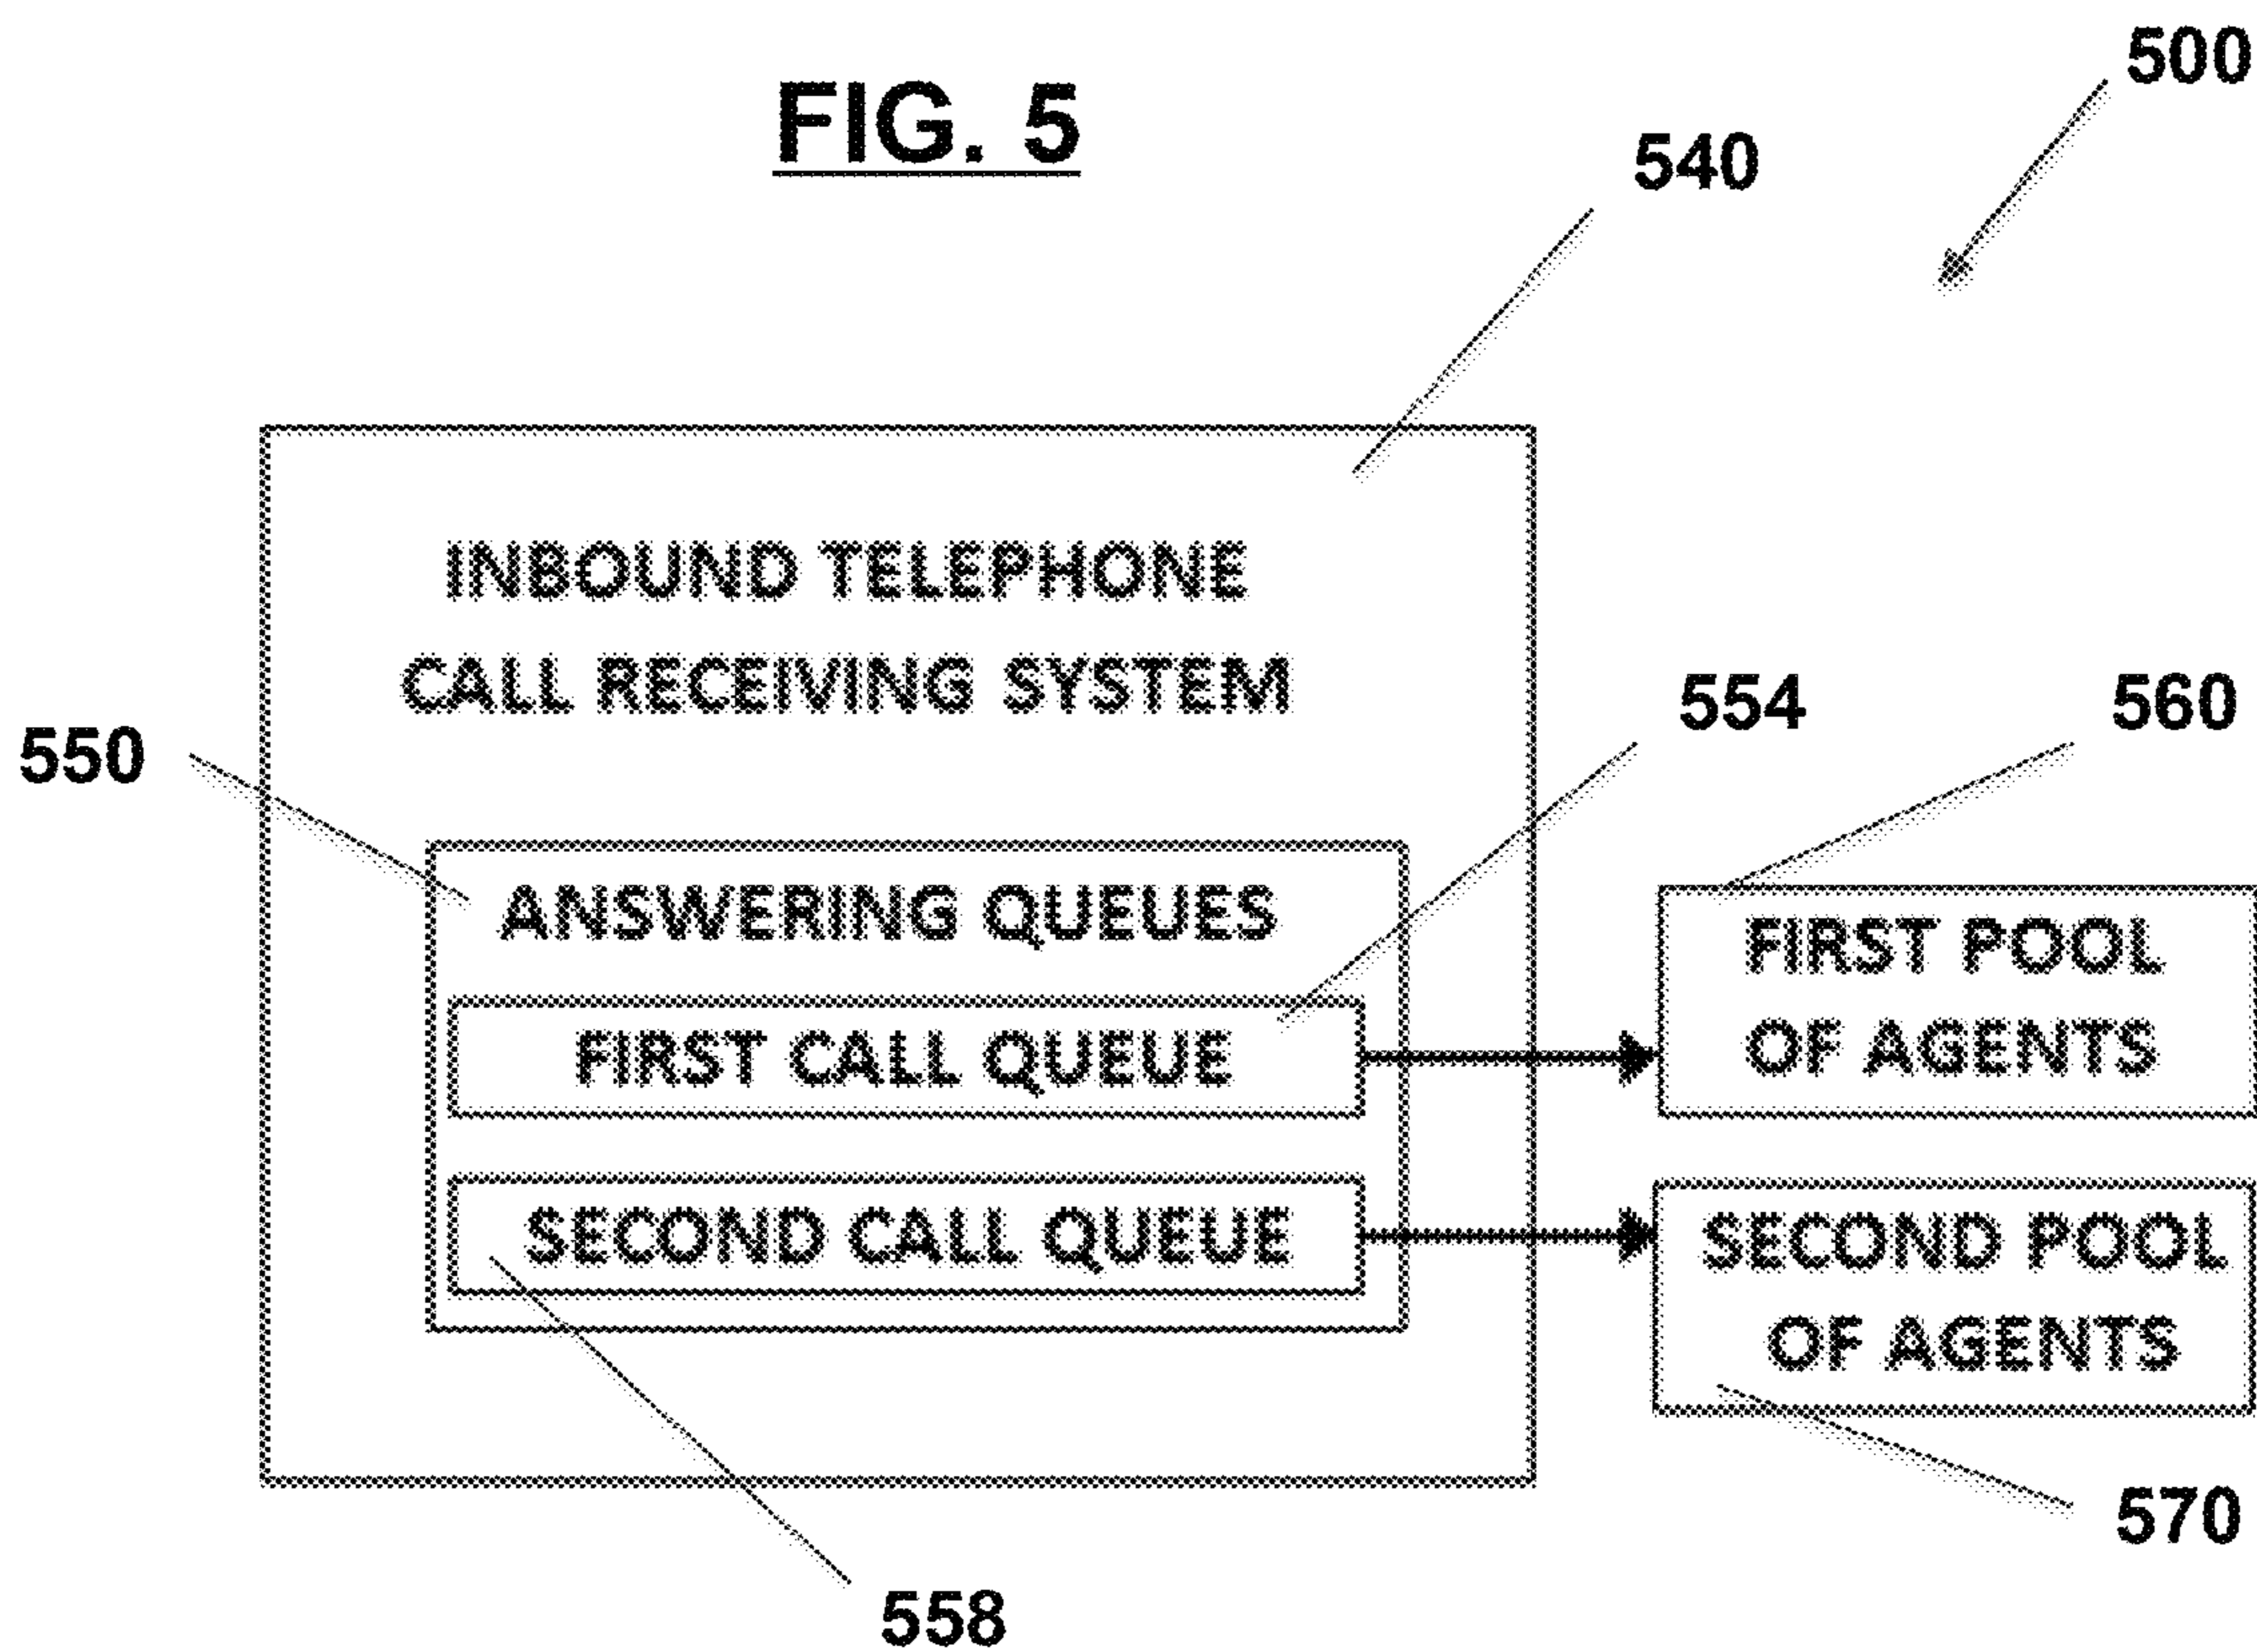 FIG. 5
500
540
INBOUND TELEPHONE
CALL RECEIVING SYSTEM
554
560
550
ANSWERING QUEUES
FIRST CALL QUEUE
FIRST POOL
OF AGENTS
SECOND CALL QUEUE
SECOND POOL
OF AGENTS
570
558